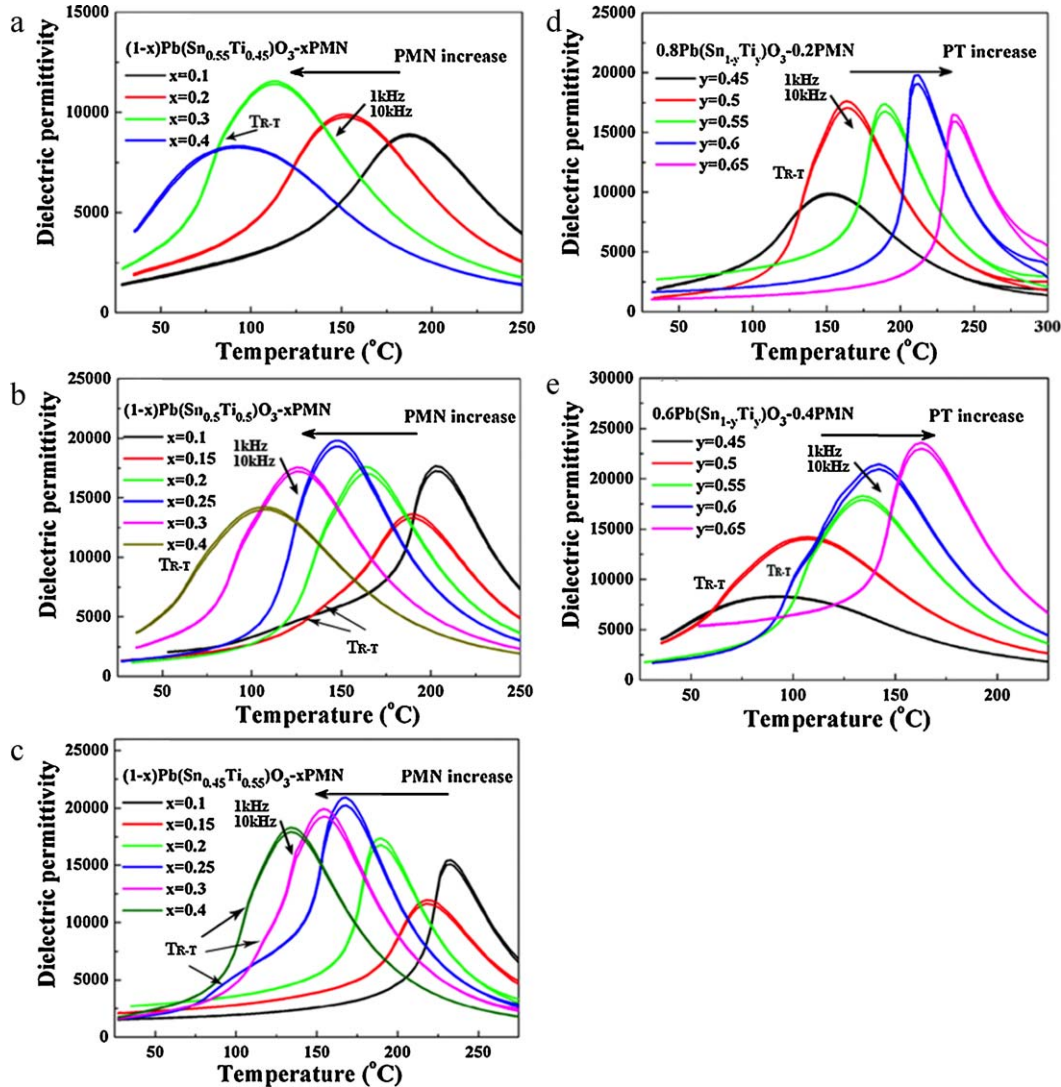 a
(1-x)Pb(Sn0.55Ti0.45)O3-xPMN
x=0.1
x=0.2
x=0.3
x=0.4
PMN increase
1kHz
10kHz
TR-T
15000
10000
5000
0
50 100 150 200 250
Dielectric permittivity
Temperature (°C)
b
(1-x)Pb(Sn0.5Ti0.5)O3-xPMN
x=0.1
x=0.15
x=0.2
x=0.25
x=0.3
x=0.4
PMN increase
1kHz
10kHz
TR-T
TR-T
25000
20000
15000
10000
5000
0
50 100 150 200 250
Dielectric permittivity
Temperature (°C)
c
(1-x)Pb(Sn0.45Ti0.55)O3-xPMN
x=0.1
x=0.15
x=0.2
x=0.25
x=0.3
x=0.4
PMN increase
1kHz
10kHz
TR-T
25000
20000
15000
10000
5000
0
50 100 150 200 250
Dielectric permittivity
Temperature (°C)
d
0.8Pb(Sn1-yTiy)O3-0.2PMN
y=0.45
y=0.5
y=0.55
y=0.6
y=0.65
PT increase
1kHz
10kHz
TR-T
25000
20000
15000
10000
5000
0
50 100 150 200 250 300
Dielectric permittivity
Temperature (°C)
e
0.6Pb(Sn1-yTiy)O3-0.4PMN
y=0.45
y=0.5
y=0.55
y=0.6
y=0.65
PT increase
1kHz
10kHz
TR-T
TR-T
30000
25000
20000
15000
10000
5000
0
50 100 150 200
Dielectric permittivity
Temperature (°C)